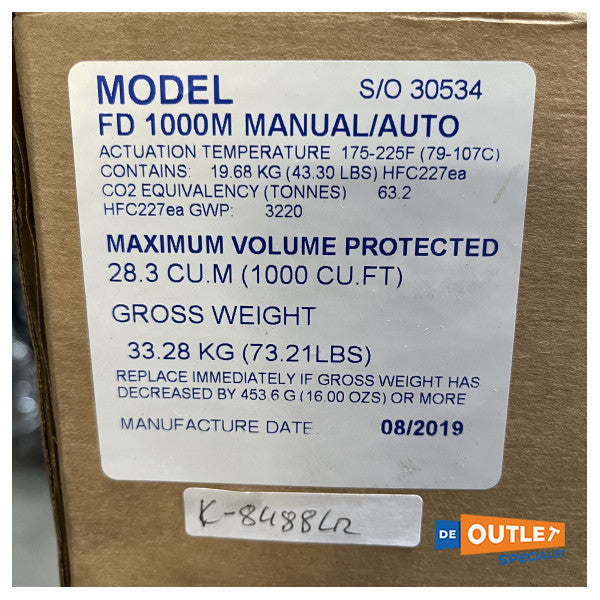 MODEL S/O 30534
FD 1000M MANUAL/AUTO
ACTUATION TEMPERATURE 175-225F (79-107C)
CONTAINS: 19.68 KG (43.30 LBS) HFC227ea
CO2 EQUIVALENCY (TONNES) 63.2
HFC227ea GWP: 3220
MAXIMUM VOLUME PROTECTED
28.3 CU.M (1000 CU.FT)
GROSS WEIGHT
33.28 KG (73.21LBS)
REPLACE IMMEDIATELY IF GROSS WEIGHT HAS
DECREASED BY 453.6 G (16.00 OZS) OR MORE
MANUFACTURE DATE: 08/2019
DE OUTLET
SPECIALIST